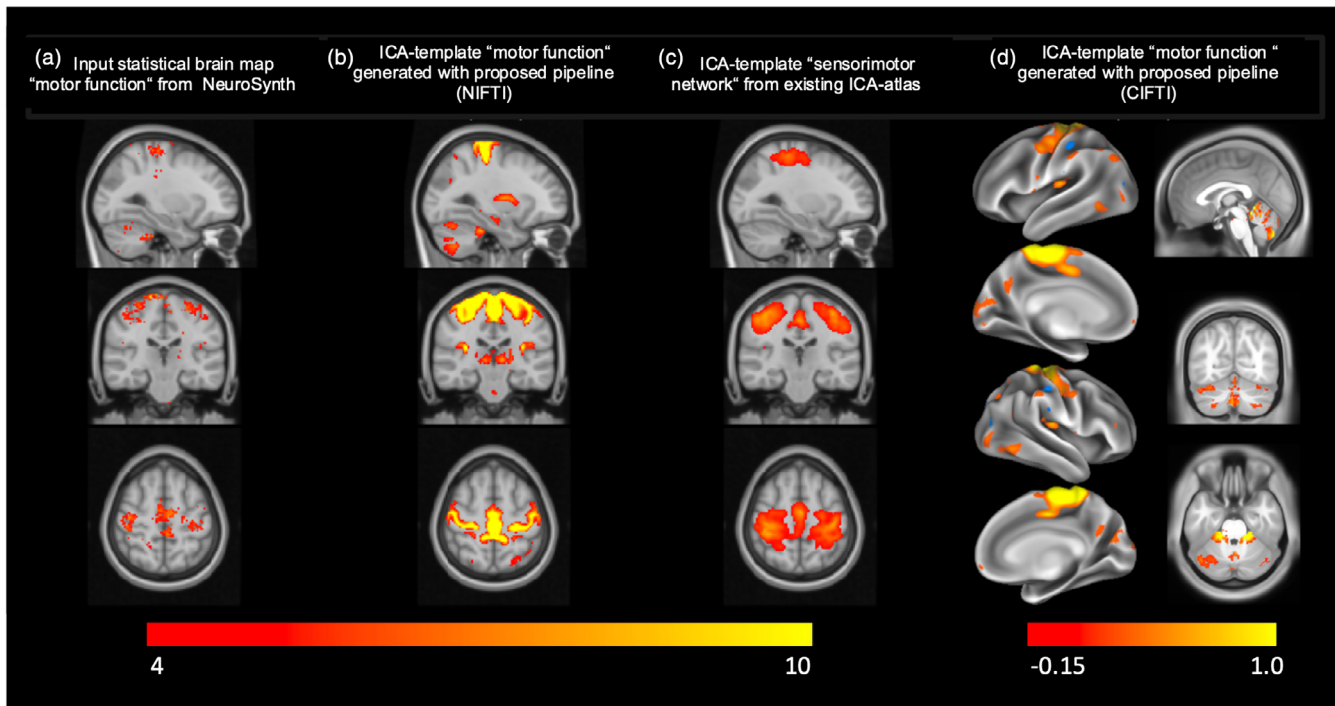 (a) Input statistical brain map
"motor function" from NeuroSynth
(b) ICA-template "motor function"
generated with proposed pipeline
(NIFTI)
(c) ICA-template "sensorimotor
network" from existing ICA-atlas
(d) ICA-template "motor function "
generated with proposed pipeline
(CIFTI)
4
10
-0.15
1.0